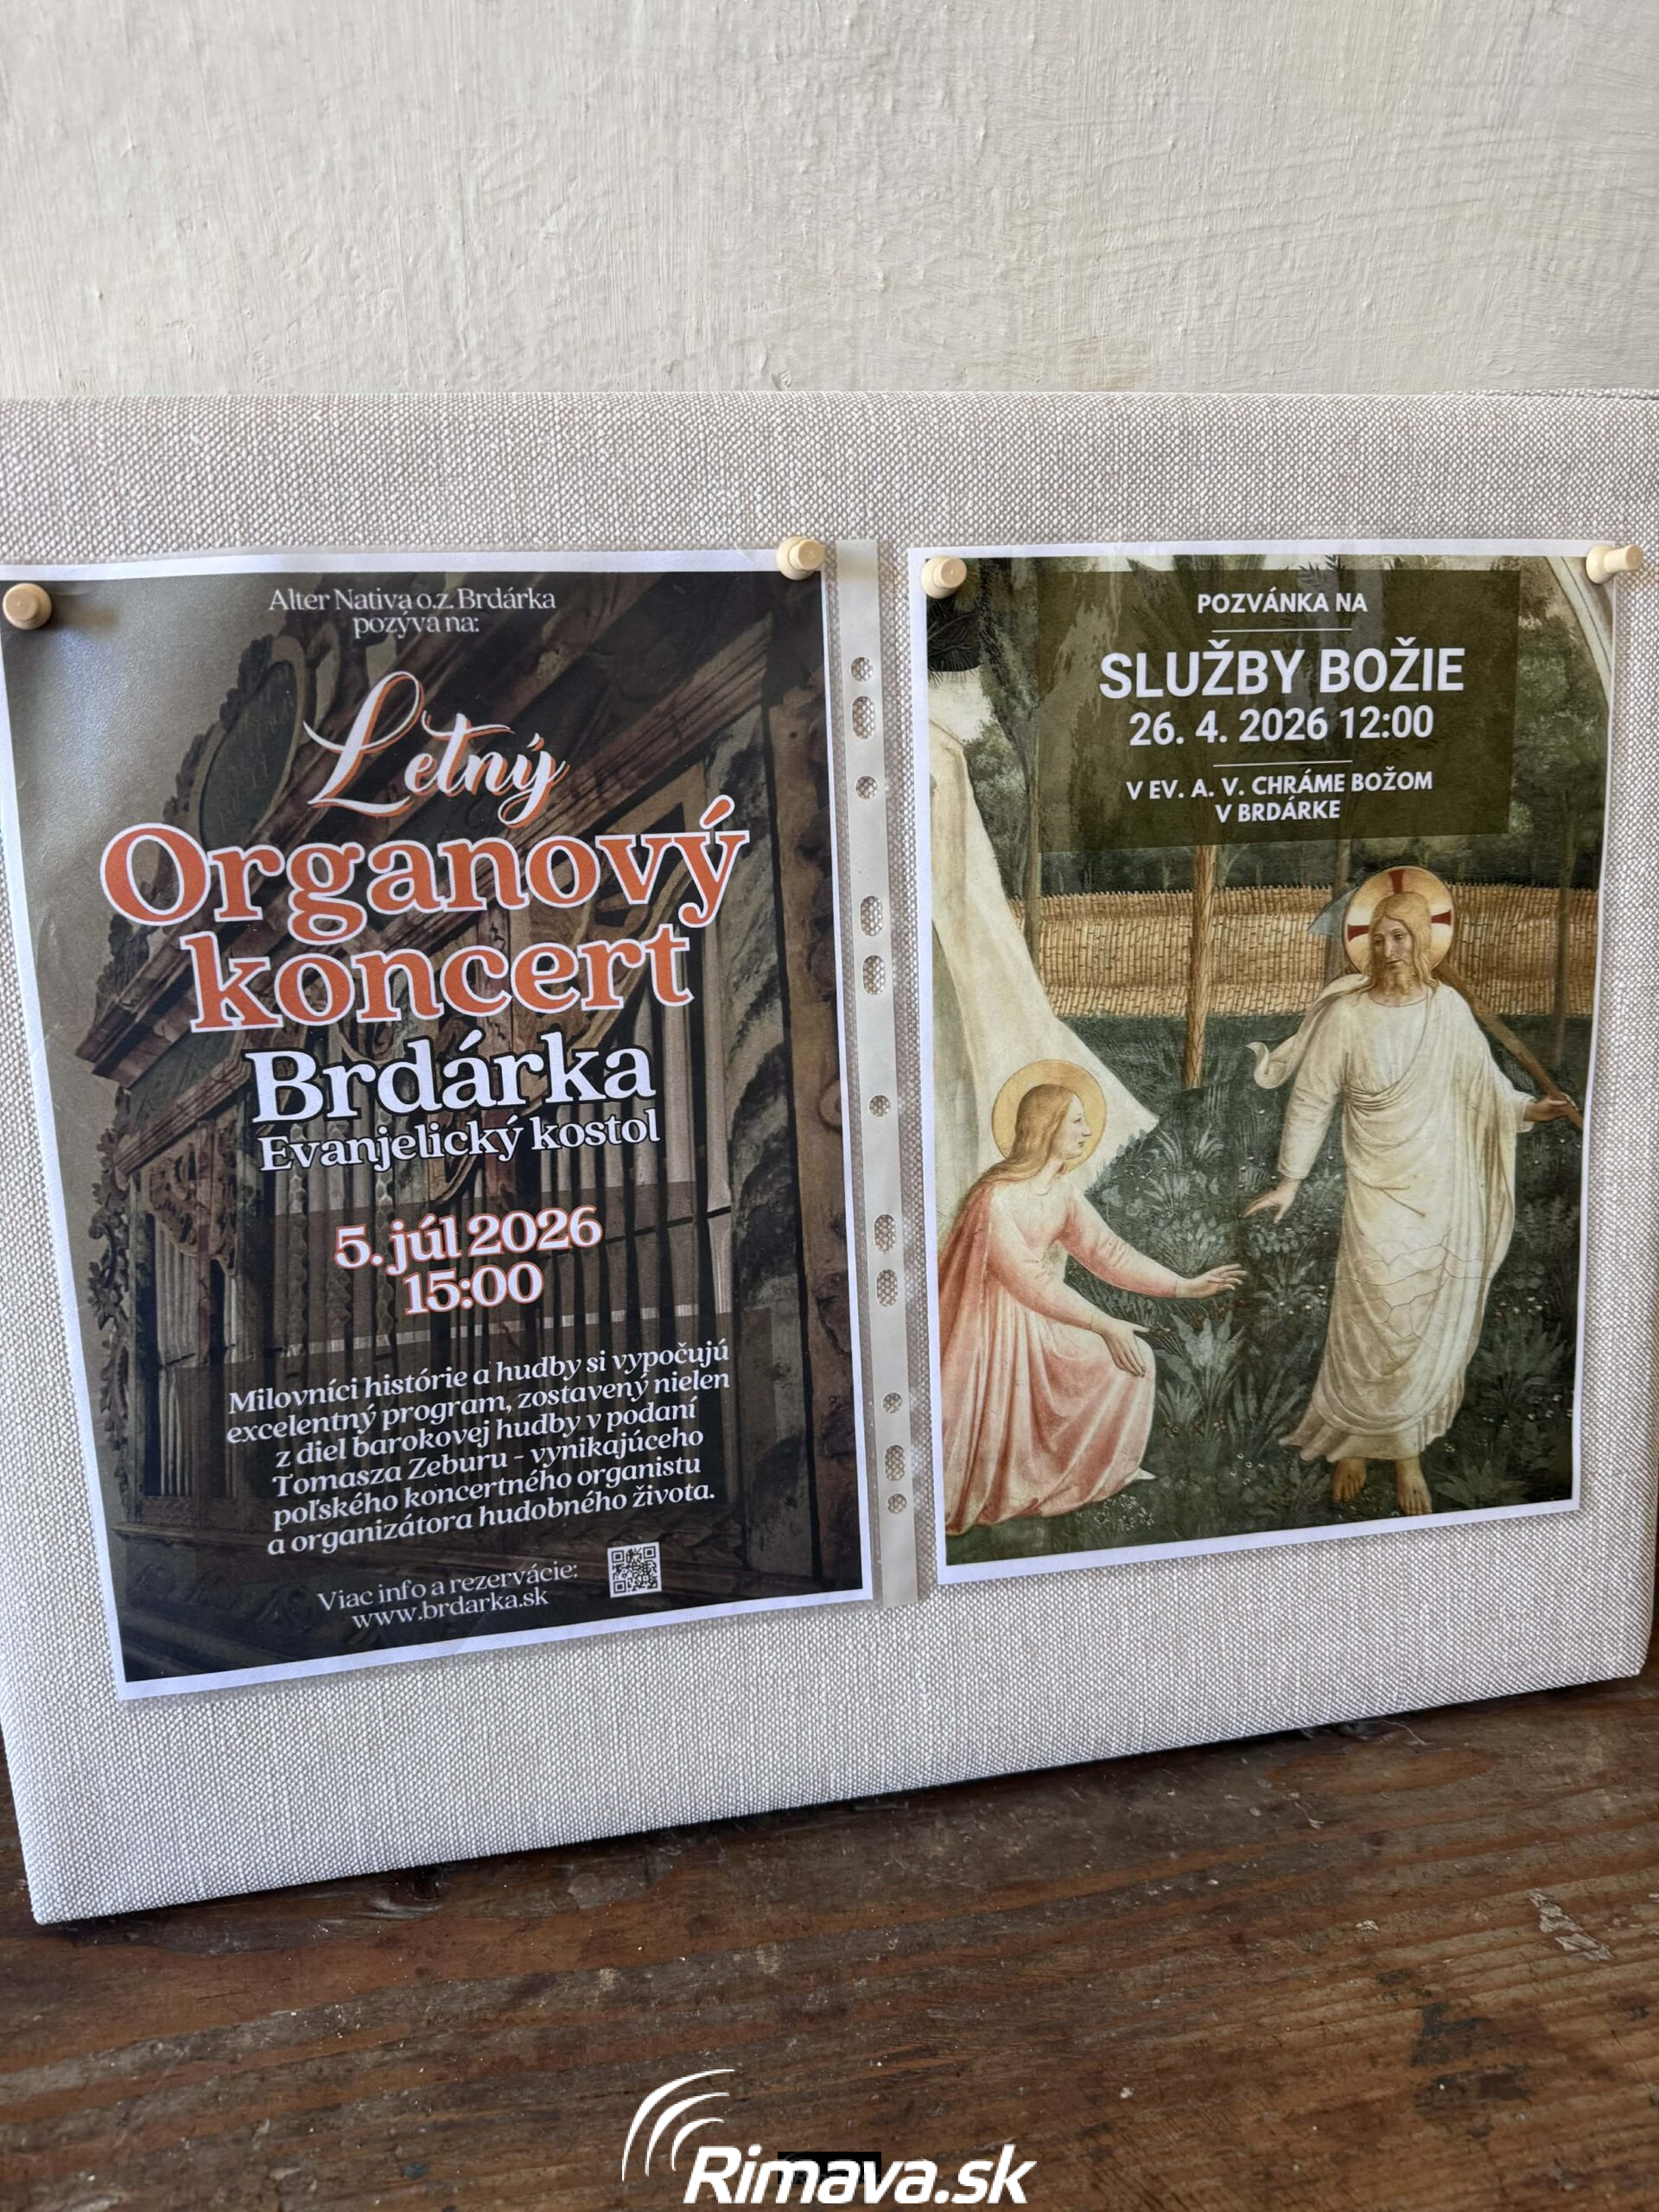 Alter Nativa o.z. Brdárka
pozýva na:
Letný
Organový
koncert
Brdárka
Evanjelický kostol
5. júl 2026
15:00
Milovníci histórie a hudby si vypočujú
excelentný program, zostavený nielen
z diel barokovej hudby v podaní
Tomasza Zeburu - vynikajúceho
poľského koncertného organistu
a organizátora hudobného života.
Viac info a rezervácie:
www.brdarka.sk
POZVÁNKA NA
SLUŽBY BOŽIE
26. 4. 2026 12:00
V EV. A. V. CHRÁME BOŽOM
V BRDÁRKE
Rimava.sk